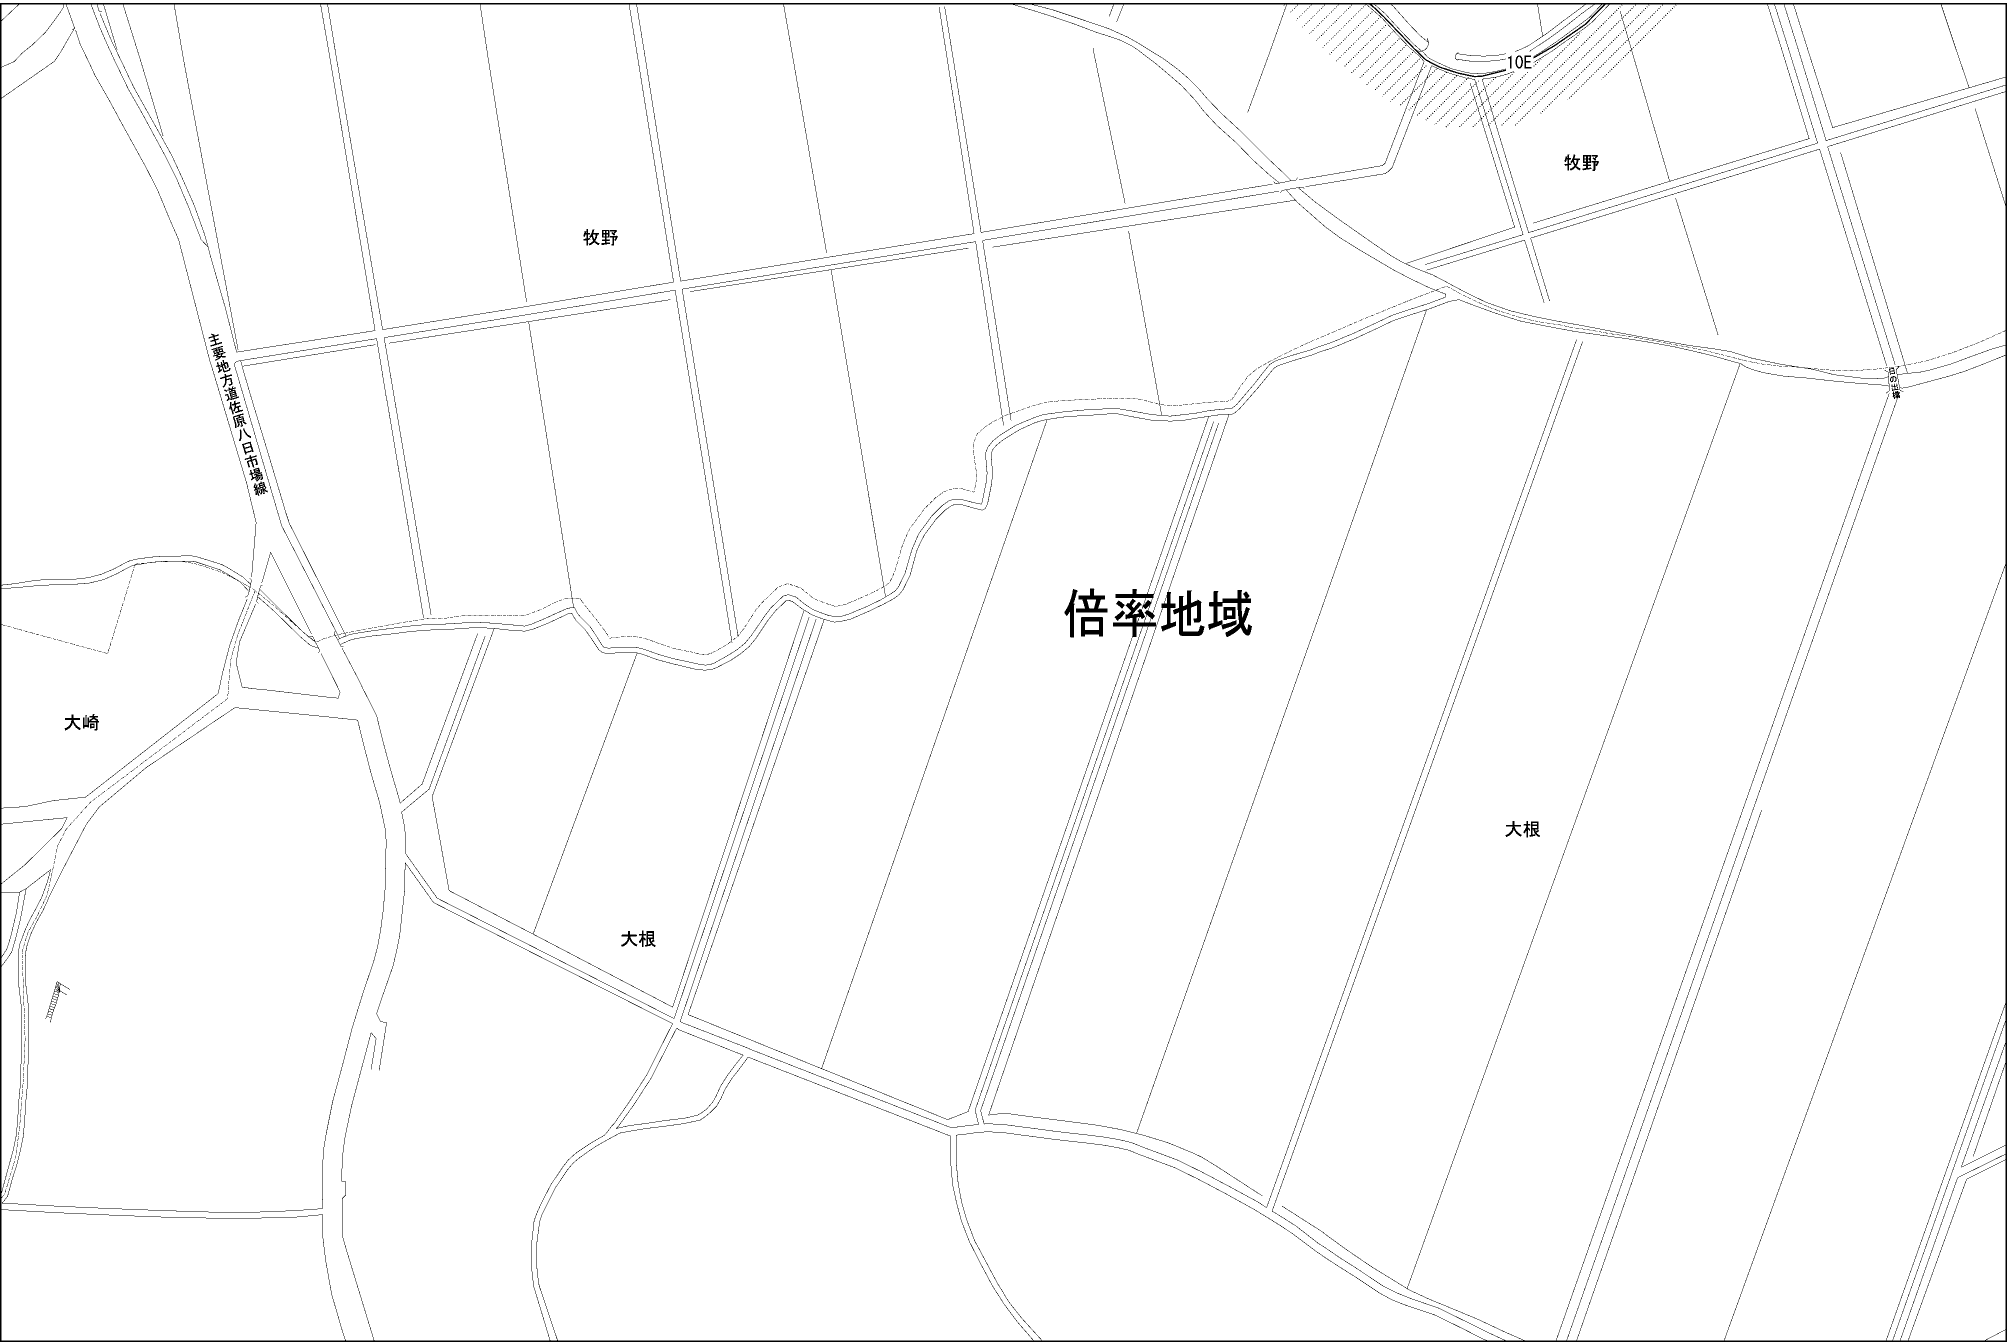 10E
牧野
牧野
主要地方道佐原八日市場線
倍率地域
大崎
大根
大根